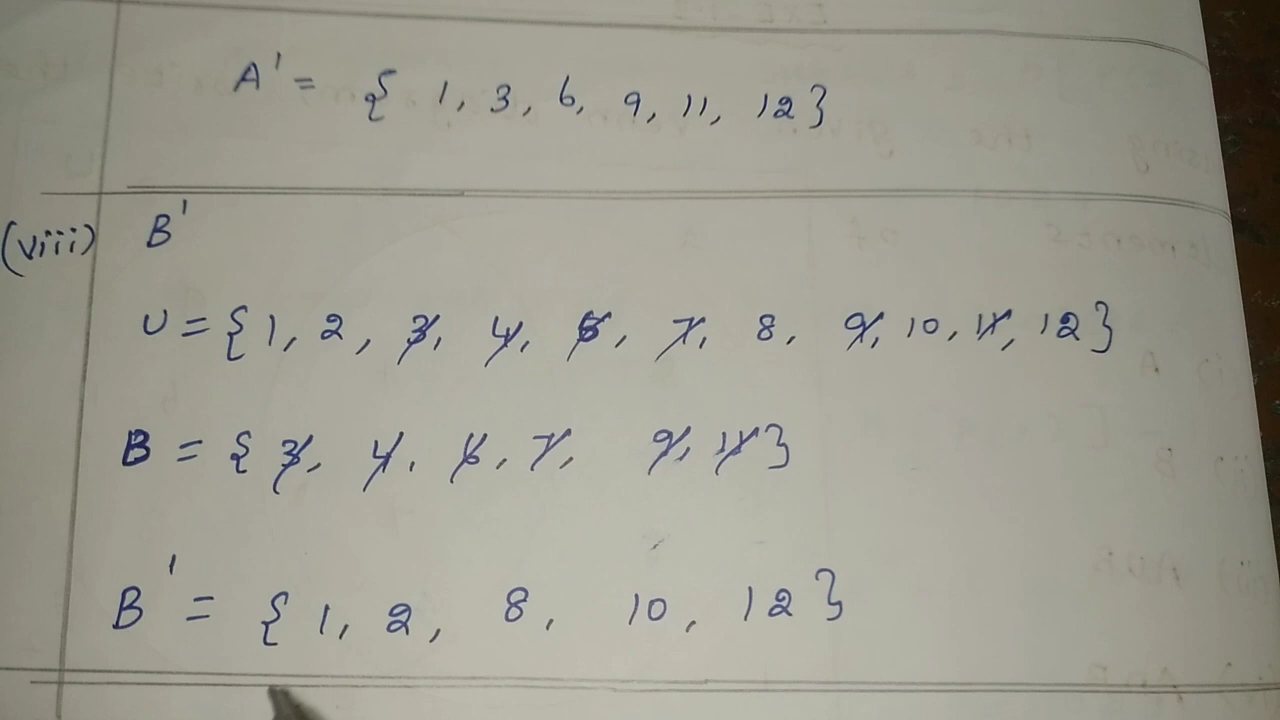 A' = { 1, 3, 6, 9, 11, 12}
(viii) B'
U = {1, 2, 3, 4, 6, 7, 8, 9, 10, 11, 12}
B = { 3, 4, 6, 7, 9, 11}
B' = { 1, 2, 8, 10, 12}